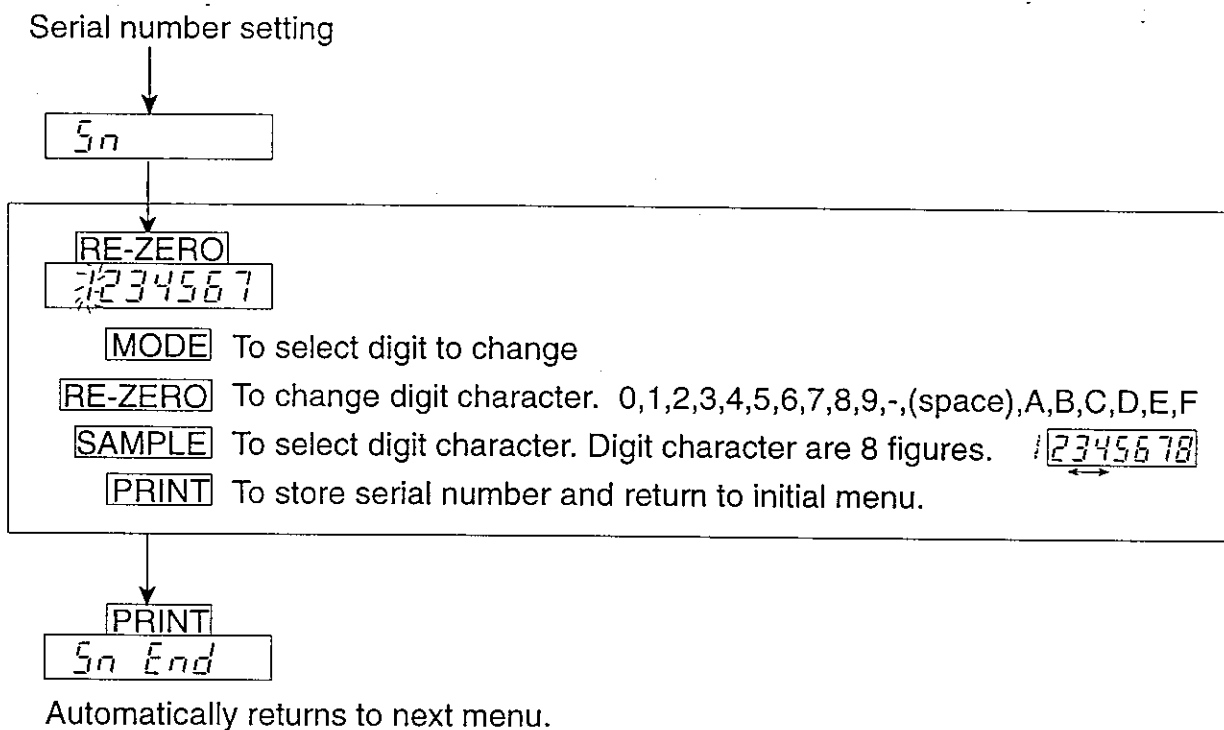 Serial number setting
Sn
RE-ZERO
1234567
MODE To select digit to change
RE-ZERO To change digit character. 0,1,2,3,4,5,6,7,8,9,-,(space),A,B,C,D,E,F
SAMPLE To select digit character. Digit character are 8 figures. 12345678
PRINT To store serial number and return to initial menu.
PRINT
Sn End
Automatically returns to next menu.